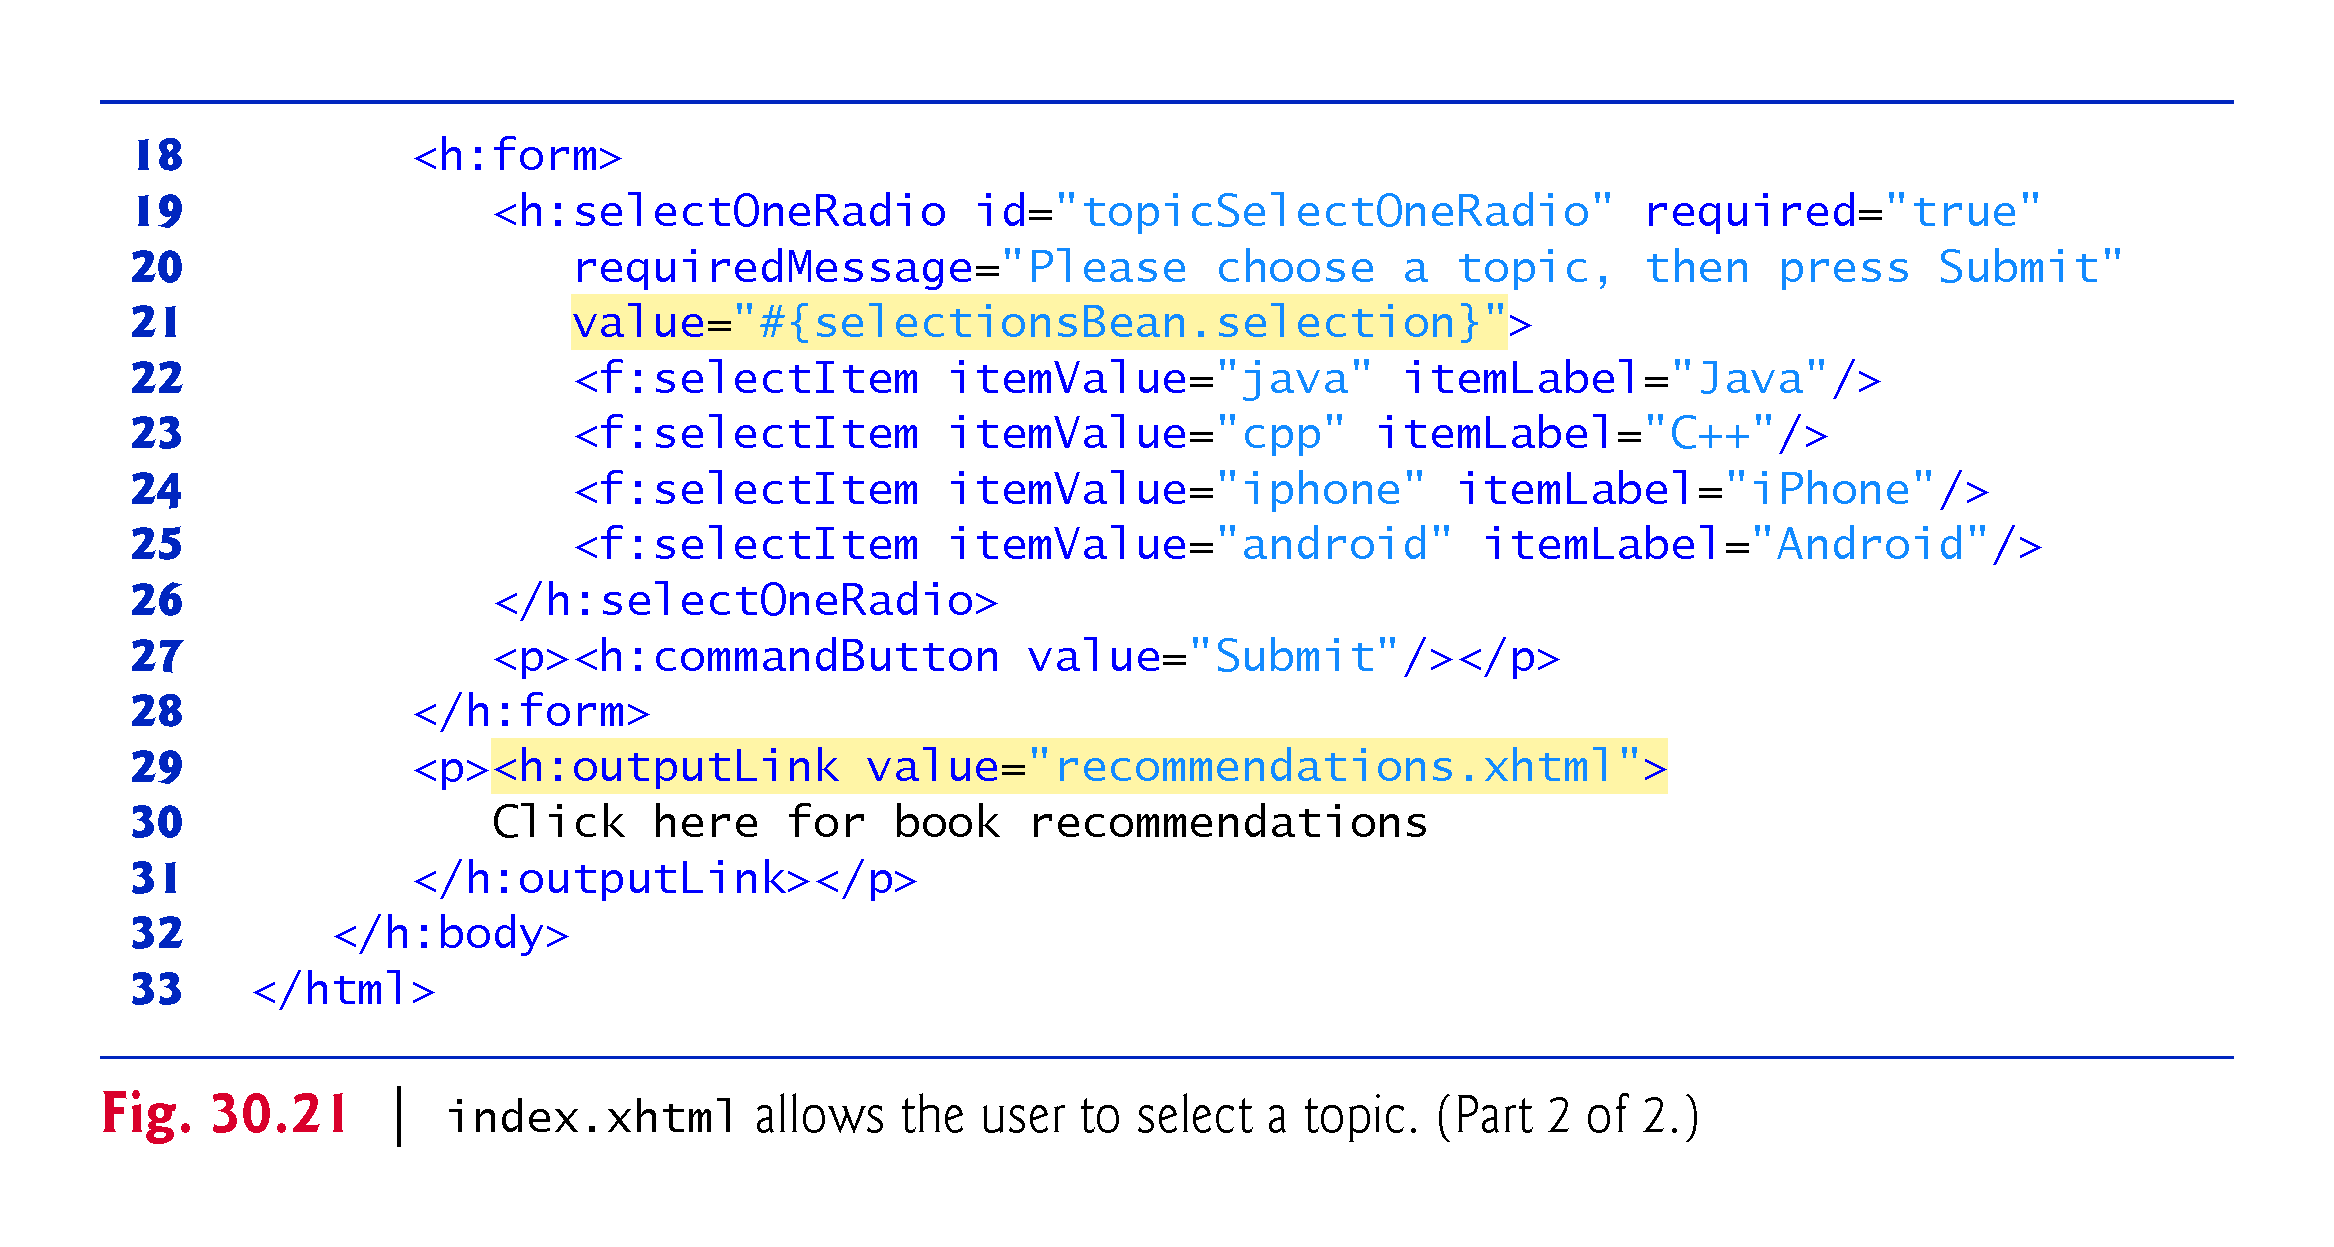 18 <h:form>
19 <h:selectOneRadio id="topicSelectOneRadio" required="true"
20 requiredMessage="Please choose a topic, then press Submit"
21 value="#{selectionsBean.selection}">
22 <f:selectItem itemValue="java" itemLabel="Java"/>
23 <f:selectItem itemValue="cpp" itemLabel="C++"/>
24 <f:selectItem itemValue="iphone" itemLabel="iPhone"/>
25 <f:selectItem itemValue="android" itemLabel="Android"/>
26 </h:selectOneRadio>
27 <p><h:commandButton value="Submit"/></p>
28 </h:form>
29 <p><h:outputLink value="recommendations.xhtml">
30 Click here for book recommendations
31 </h:outputLink></p>
32 </h:body>
33 </html>
Fig. 30.21 | index.xhtml allows the user to select a topic. (Part 2 of 2.)